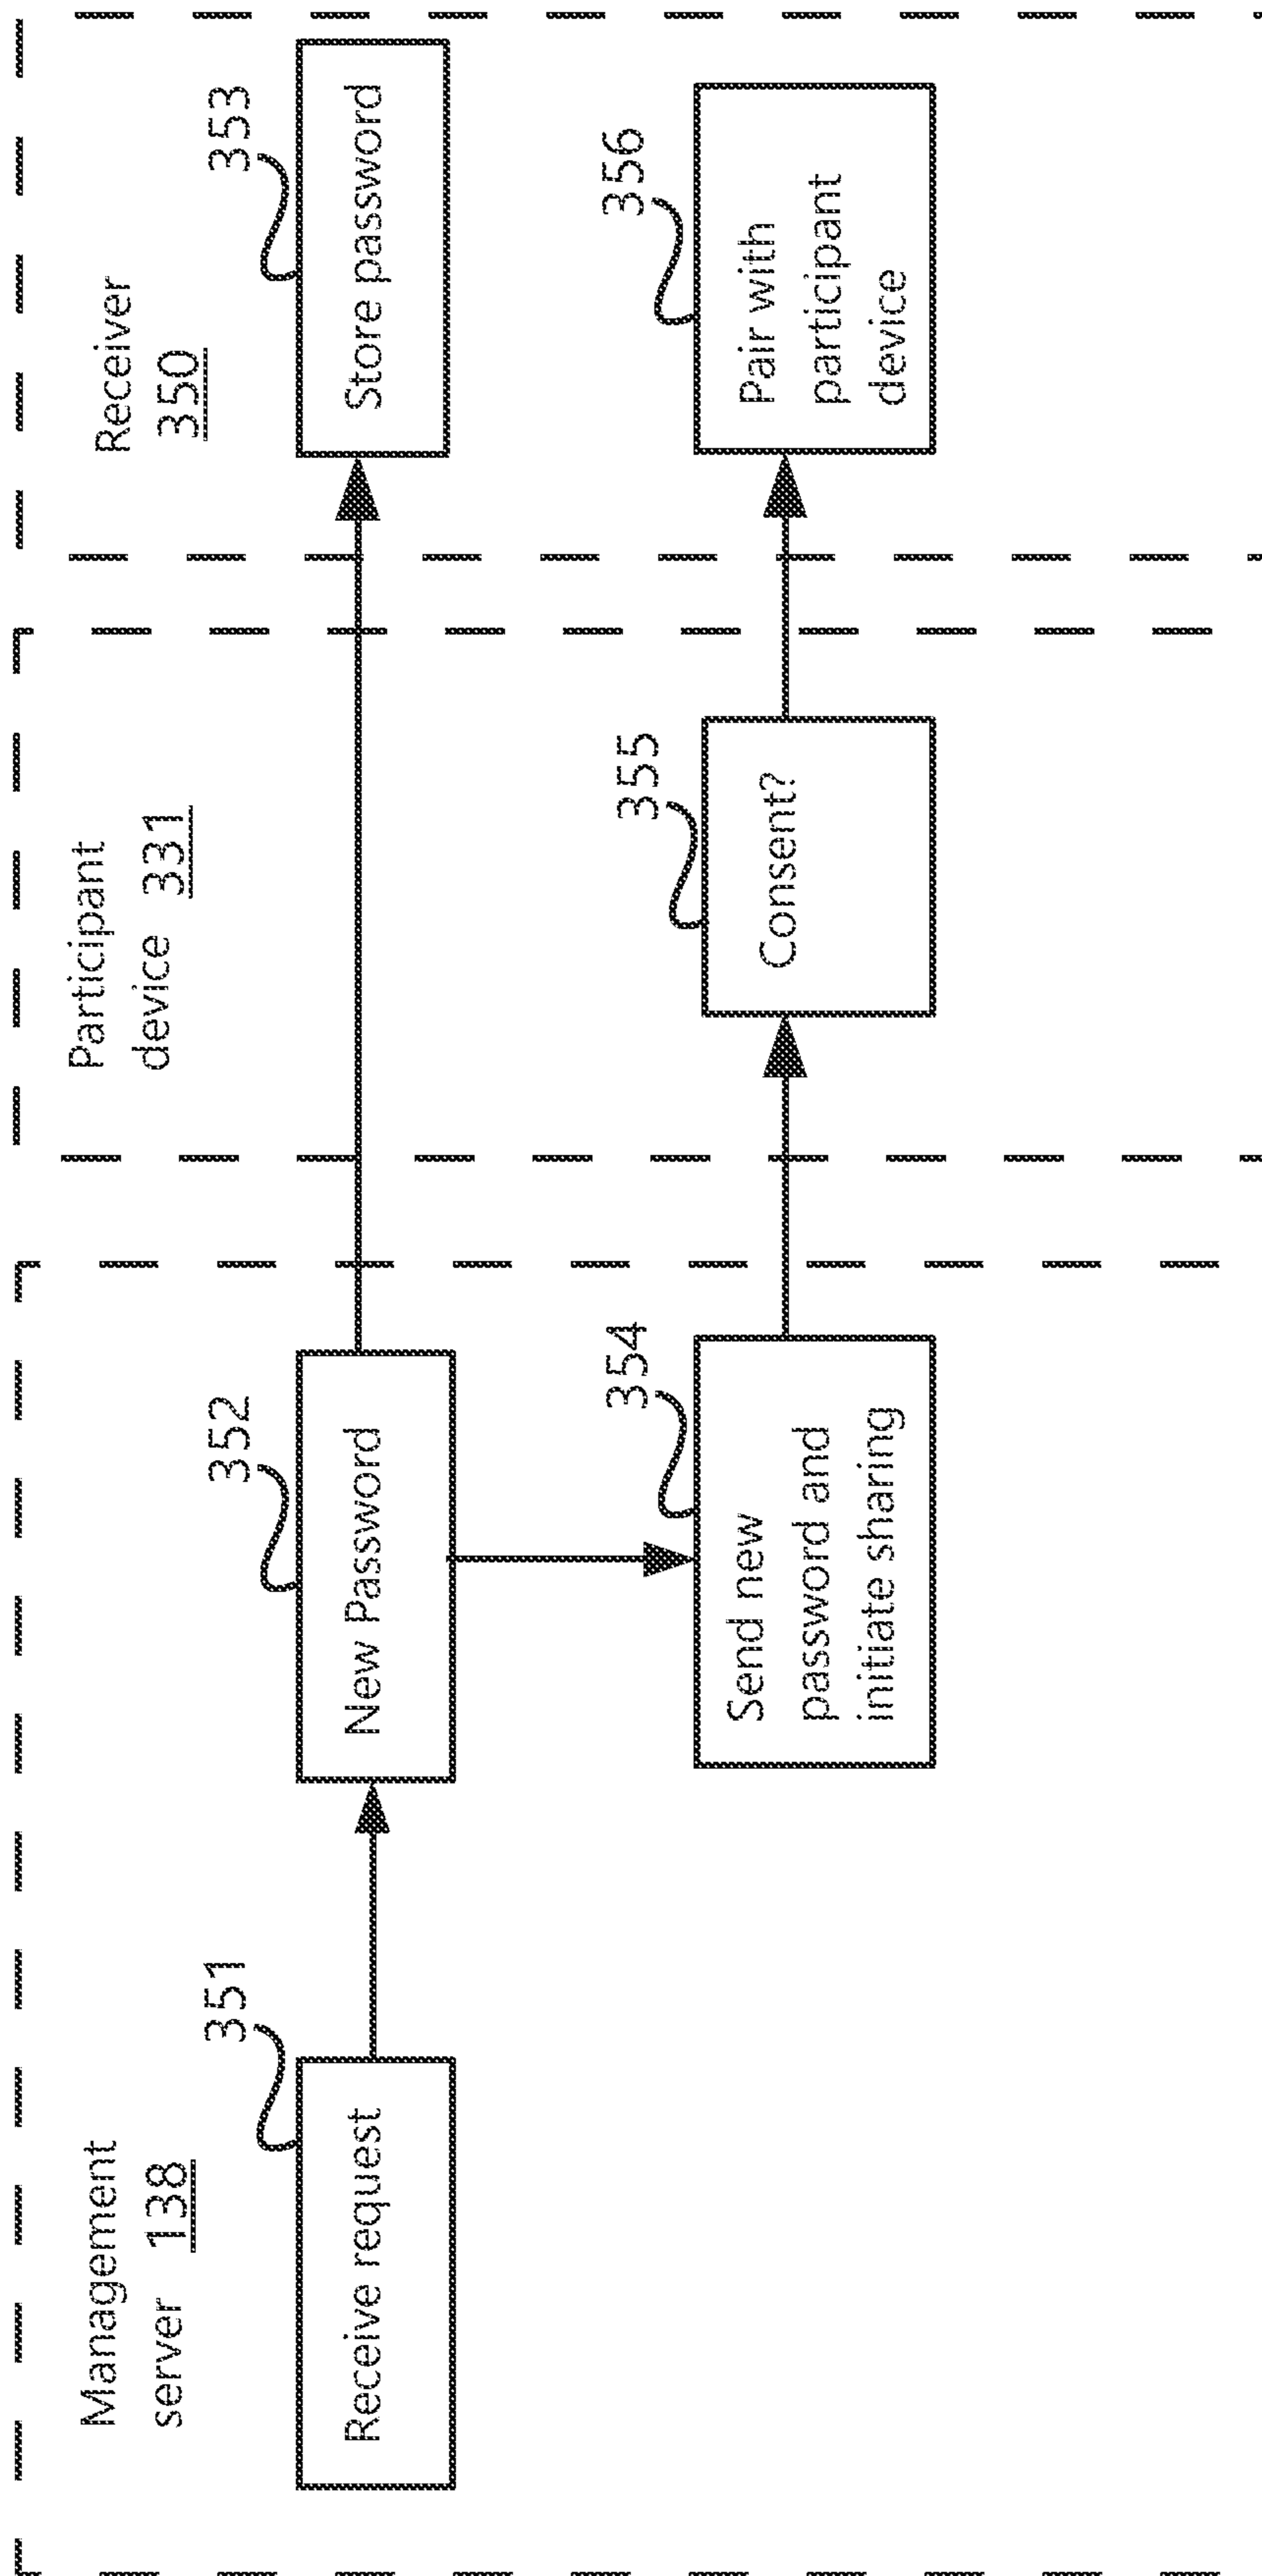 Management
server 138
351
Receive request
352
New Password
354
Send new
password and
initiate sharing
Participant
device 331
355
Consent?
Receiver
350
353
Store password
356
Pair with
participant
device